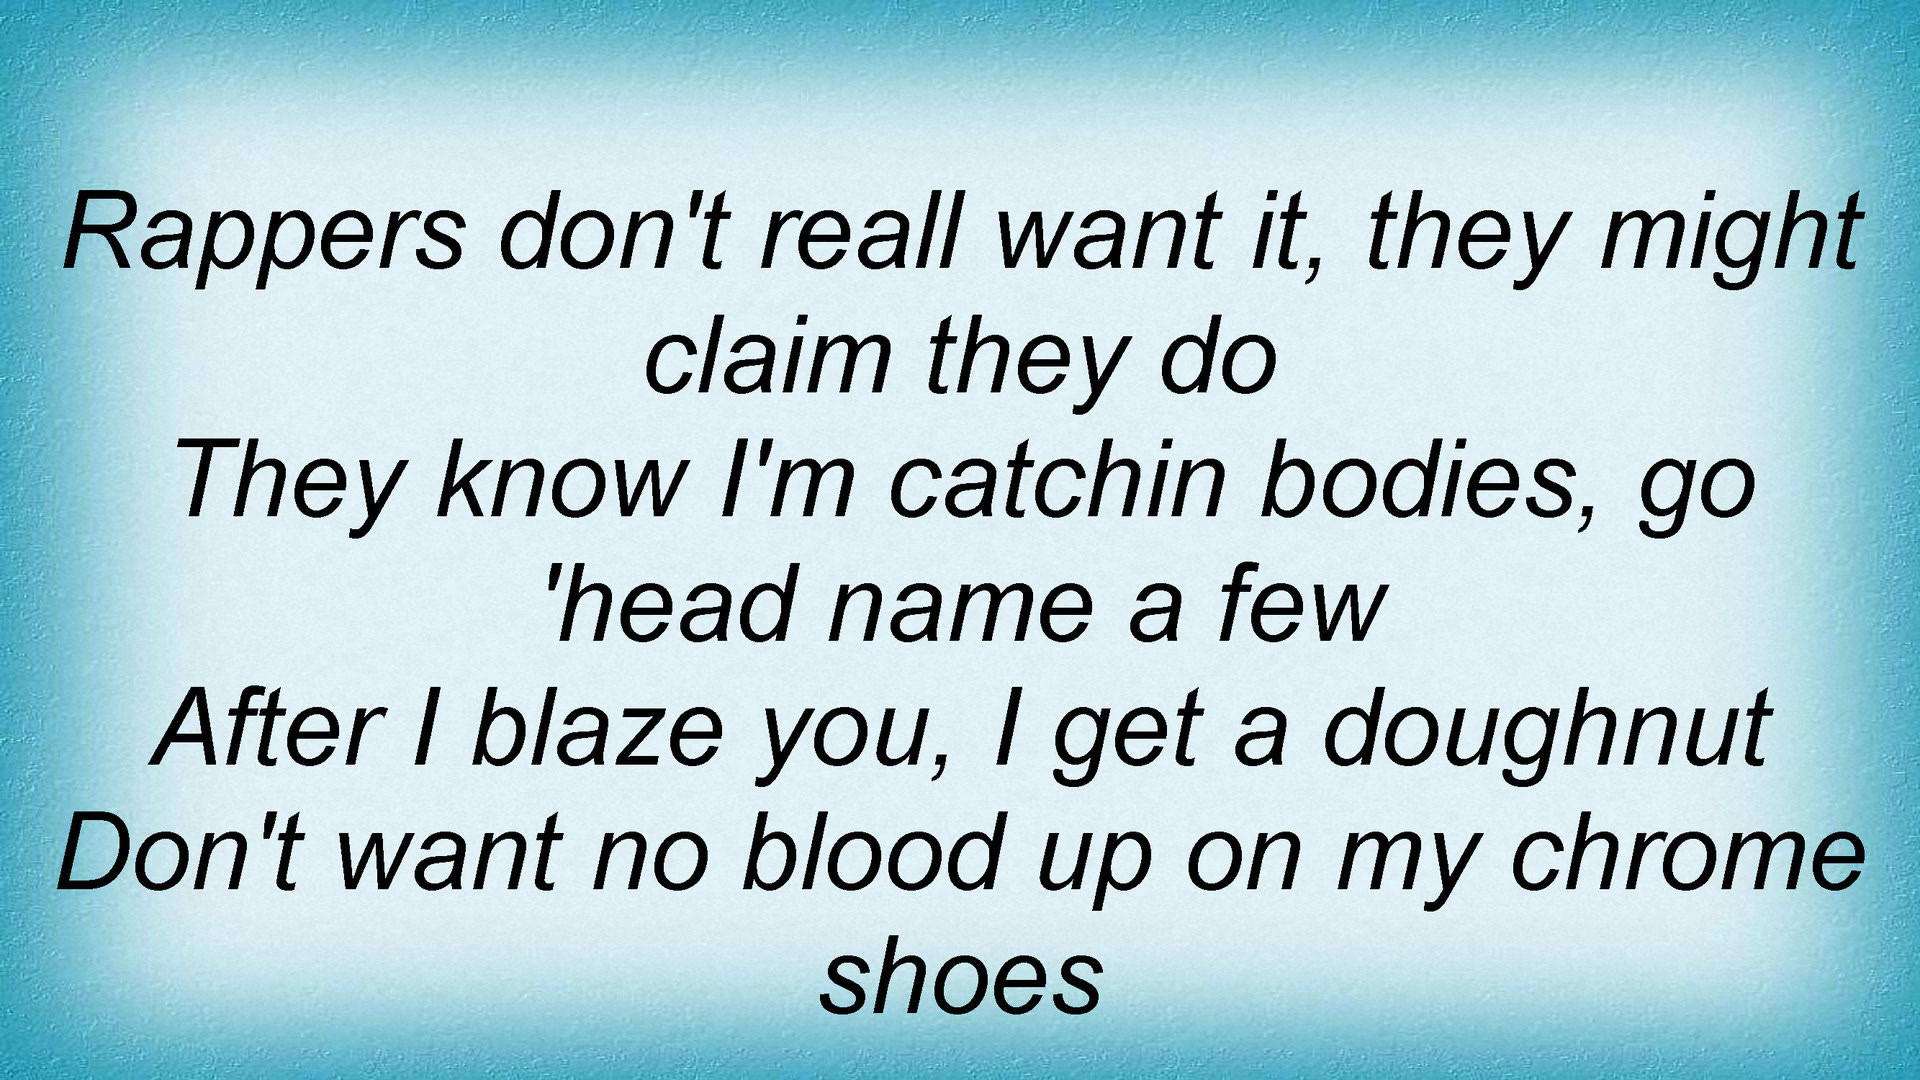 Rappers don't reall want it, they might
claim they do
They know I'm catchin bodies, go
'head name a few
After I blaze you, I get a doughnut
Don't want no blood up on my chrome
shoes